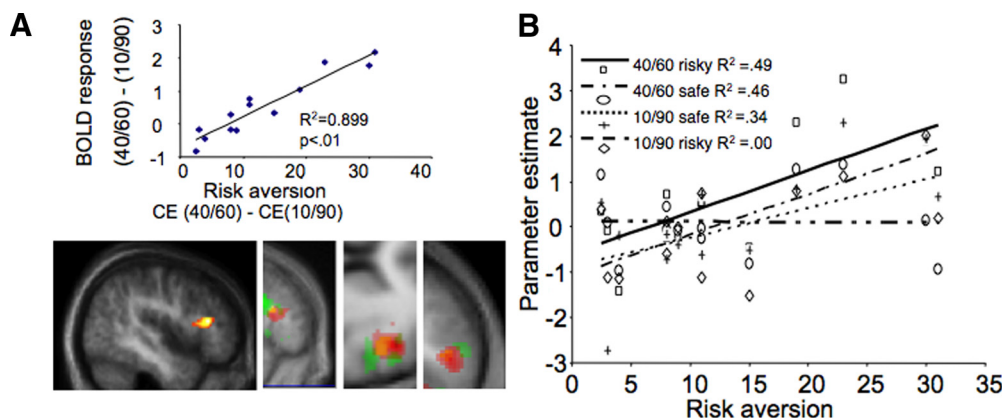 A
BOLD response
(40/60) - (10/90)
3
2
1
0
-1
0
10
20
30
40
R²=0.899
p<.01
Risk aversion
CE (40/60) - CE(10/90)
B
Parameter estimate
4
3
2
1
0
-1
-2
-3
40/60 risky R² =.49
40/60 safe R² =.46
10/90 safe R² =.34
10/90 risky R² =.00
0
5
10
15
20
25
30
35
Risk aversion